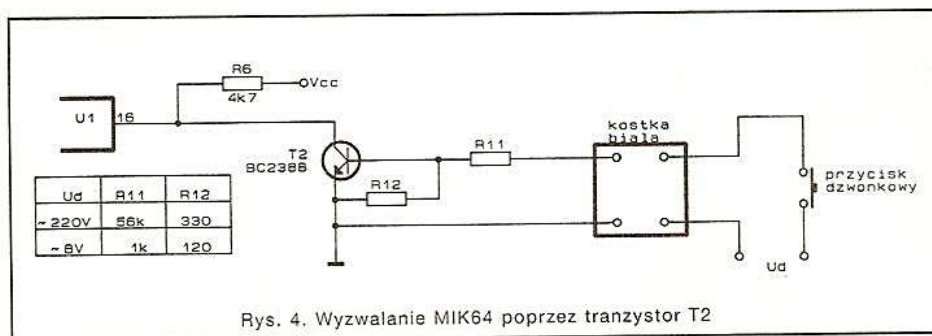 R6
4k7
Vcc
U1
16
T2
BC238B
R12
R11
kostka
biała
przycisk
dzwonkowy
Ud
Ud R11 R12
~220V 56k 330
~8V 1k 120
Rys. 4. Wyzwalanie MIK64 poprzez tranzystor T2